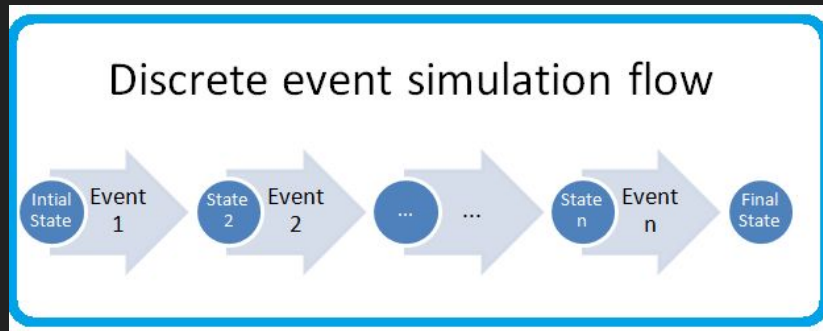 Discrete event simulation flow
Intial
State
Event
1
State
2
Event
2
...
...
State
n
Event
n
Final
State